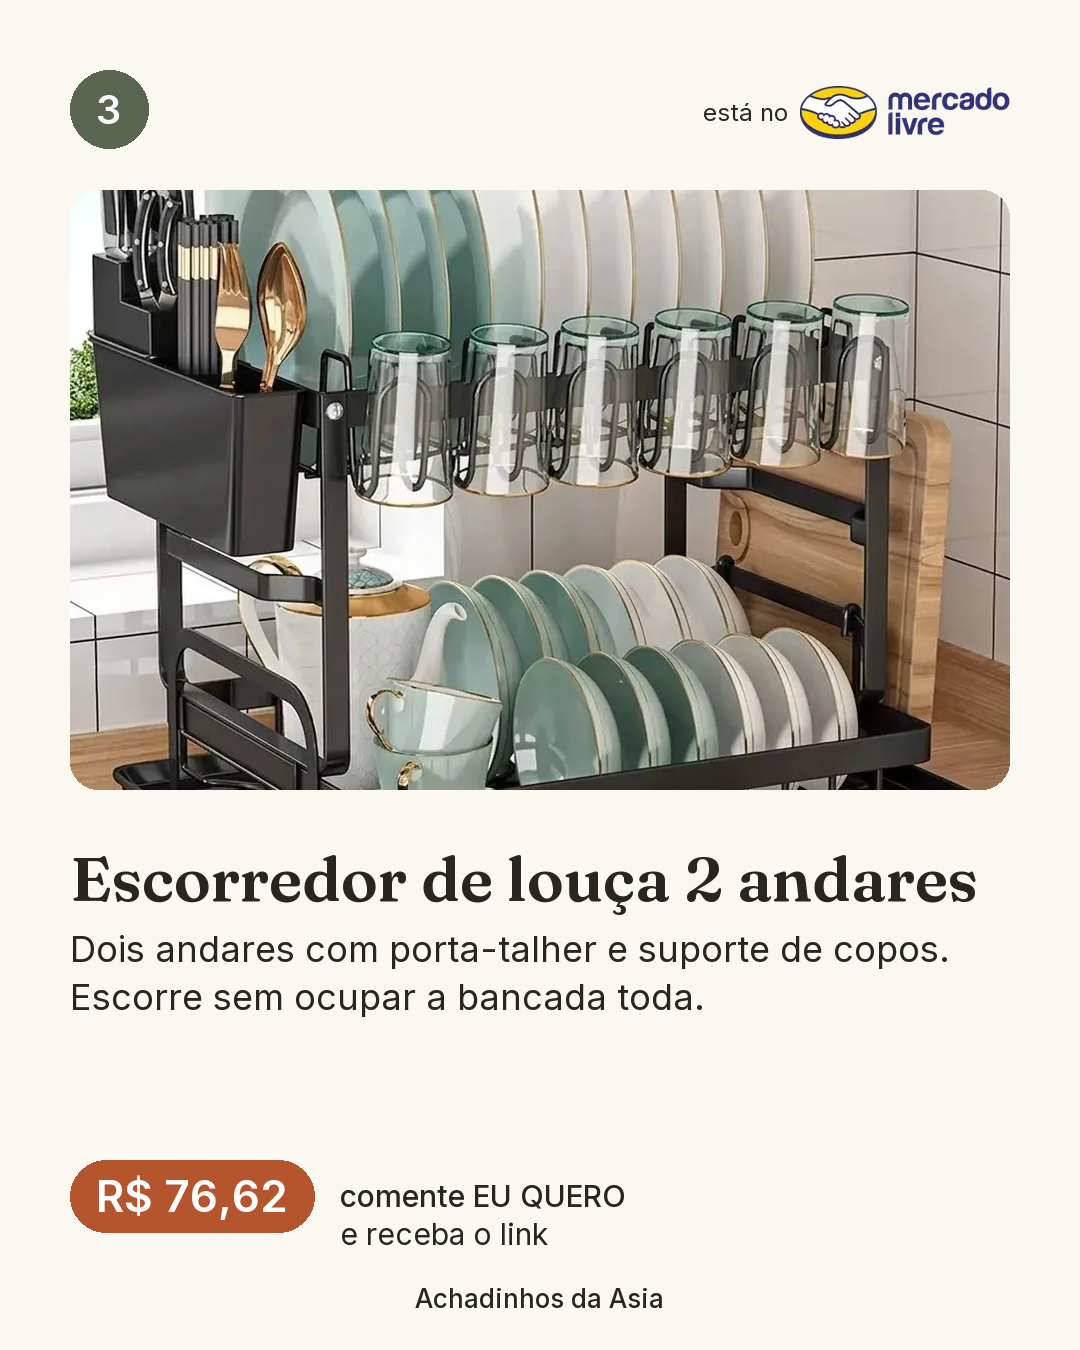 3
está no
mercado
livre
Escorredor de louça 2 andares
Dois andares com porta-talher e suporte de copos.
Escorre sem ocupar a bancada toda.
R$ 76,62
comente EU QUERO
e receba o link
Achadinhos da Asia